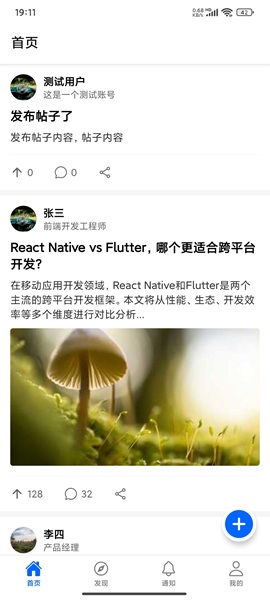 19:11
0.68 KB/s
42
首页
测试用户
这是一个测试账号
发布帖子了
发布帖子内容，帖子内容
0 0
张三
前端开发工程师
React Native vs Flutter，哪个更适合跨平台
开发？
在移动应用开发领域，React Native和Flutter是两个
主流的跨平台开发框架。本文将从性能、生态、开发效
率等多个维度进行对比分析...
128 32
李四
产品经理
首页 发现 通知 我的